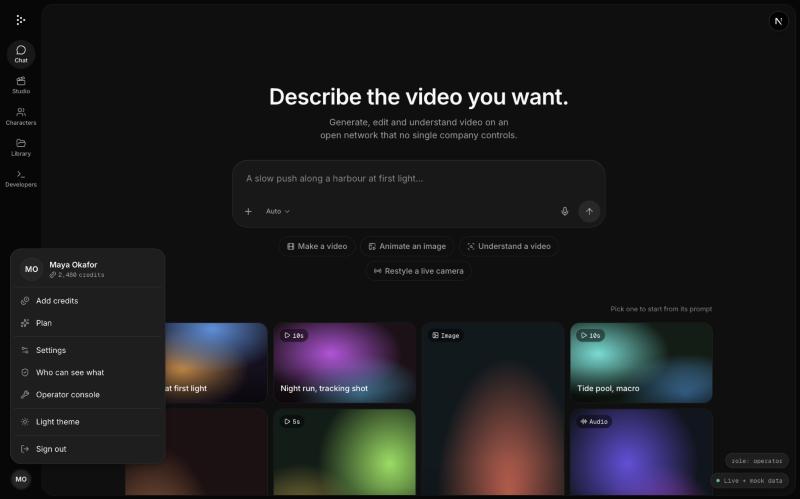 N
Chat
Studio
Characters
Library
Developers
Describe the video you want.
Generate, edit and understand video on an
open network that no single company controls.
A slow push along a harbour at first light...
Auto
Make a video
Animate an image
Understand a video
Restyle a live camera
MO
Maya Okafor
2,480 credits
Add credits
Plan
Settings
Who can see what
Operator console
Light theme
Sign out
MO
Pick one to start from its prompt
at first light
10s
Night run, tracking shot
Image
10s
Tide pool, macro
5s
Audio
role: operator
Live + mock data